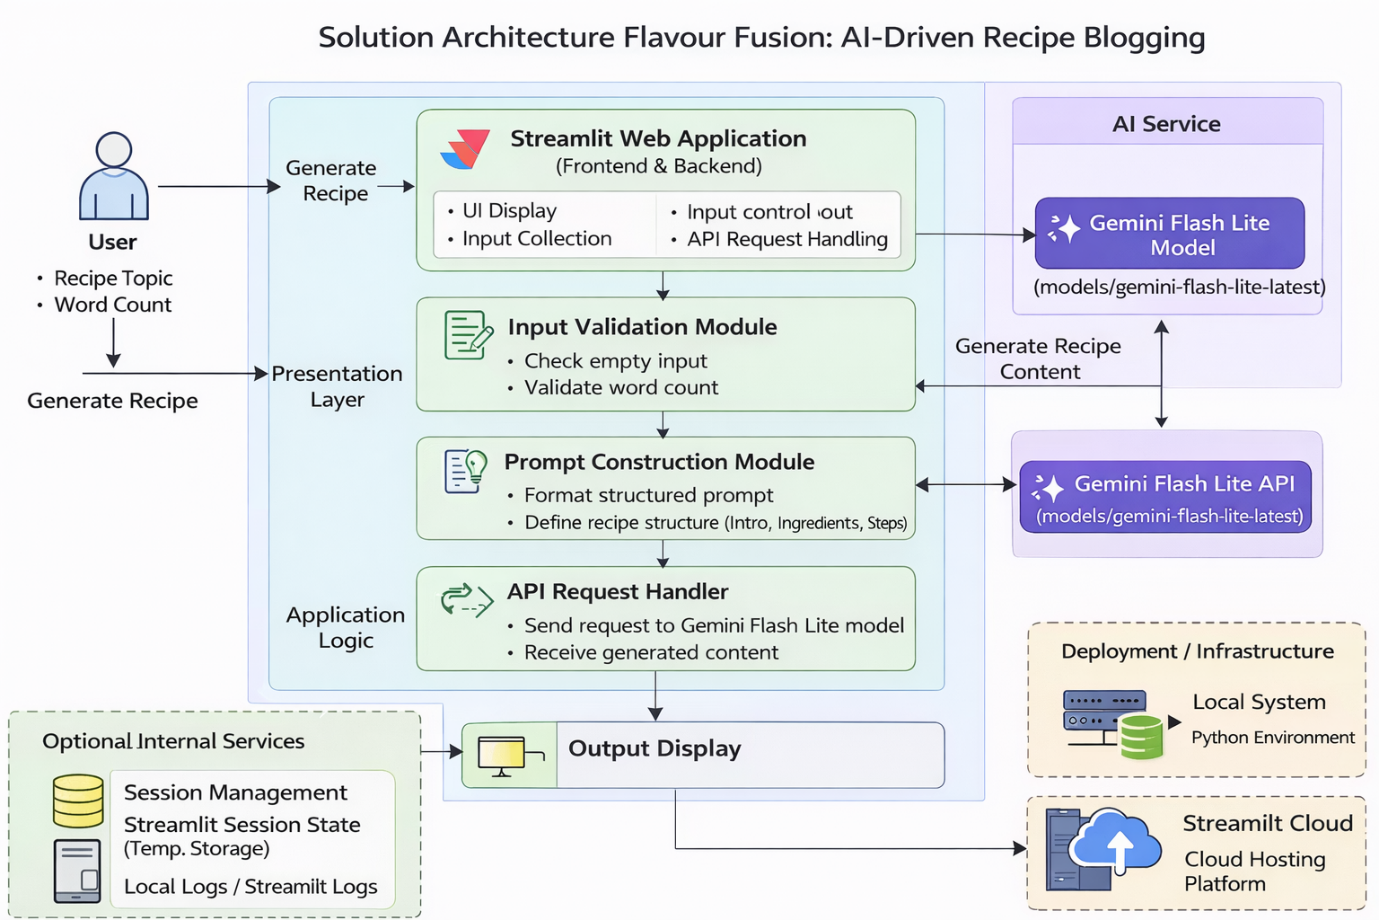 Solution Architecture Flavour Fusion: AI-Driven Recipe Blogging
User
• Recipe Topic
• Word Count
Generate Recipe
Generate
Recipe
Presentation
Layer
Application
Logic
Streamlit Web Application
(Frontend & Backend)
• UI Display
• Input Collection
• Input control out
• API Request Handling
Input Validation Module
• Check empty input
• Validate word count
Prompt Construction Module
• Format structured prompt
• Define recipe structure (Intro, Ingredients, Steps)
API Request Handler
• Send request to Gemini Flash Lite model
• Receive generated content
Output Display
AI Service
Gemini Flash Lite
Model
(models/gemini-flash-lite-latest)
Generate Recipe
Content
Gemini Flash Lite API
(models/gemini-flash-lite-latest)
Deployment / Infrastructure
Local System
Python Environment
Streamilt Cloud
Cloud Hosting
Platform
Optional Internal Services
Session Management
Streamlit Session State
(Temp. Storage)
Local Logs / Streamilt Logs